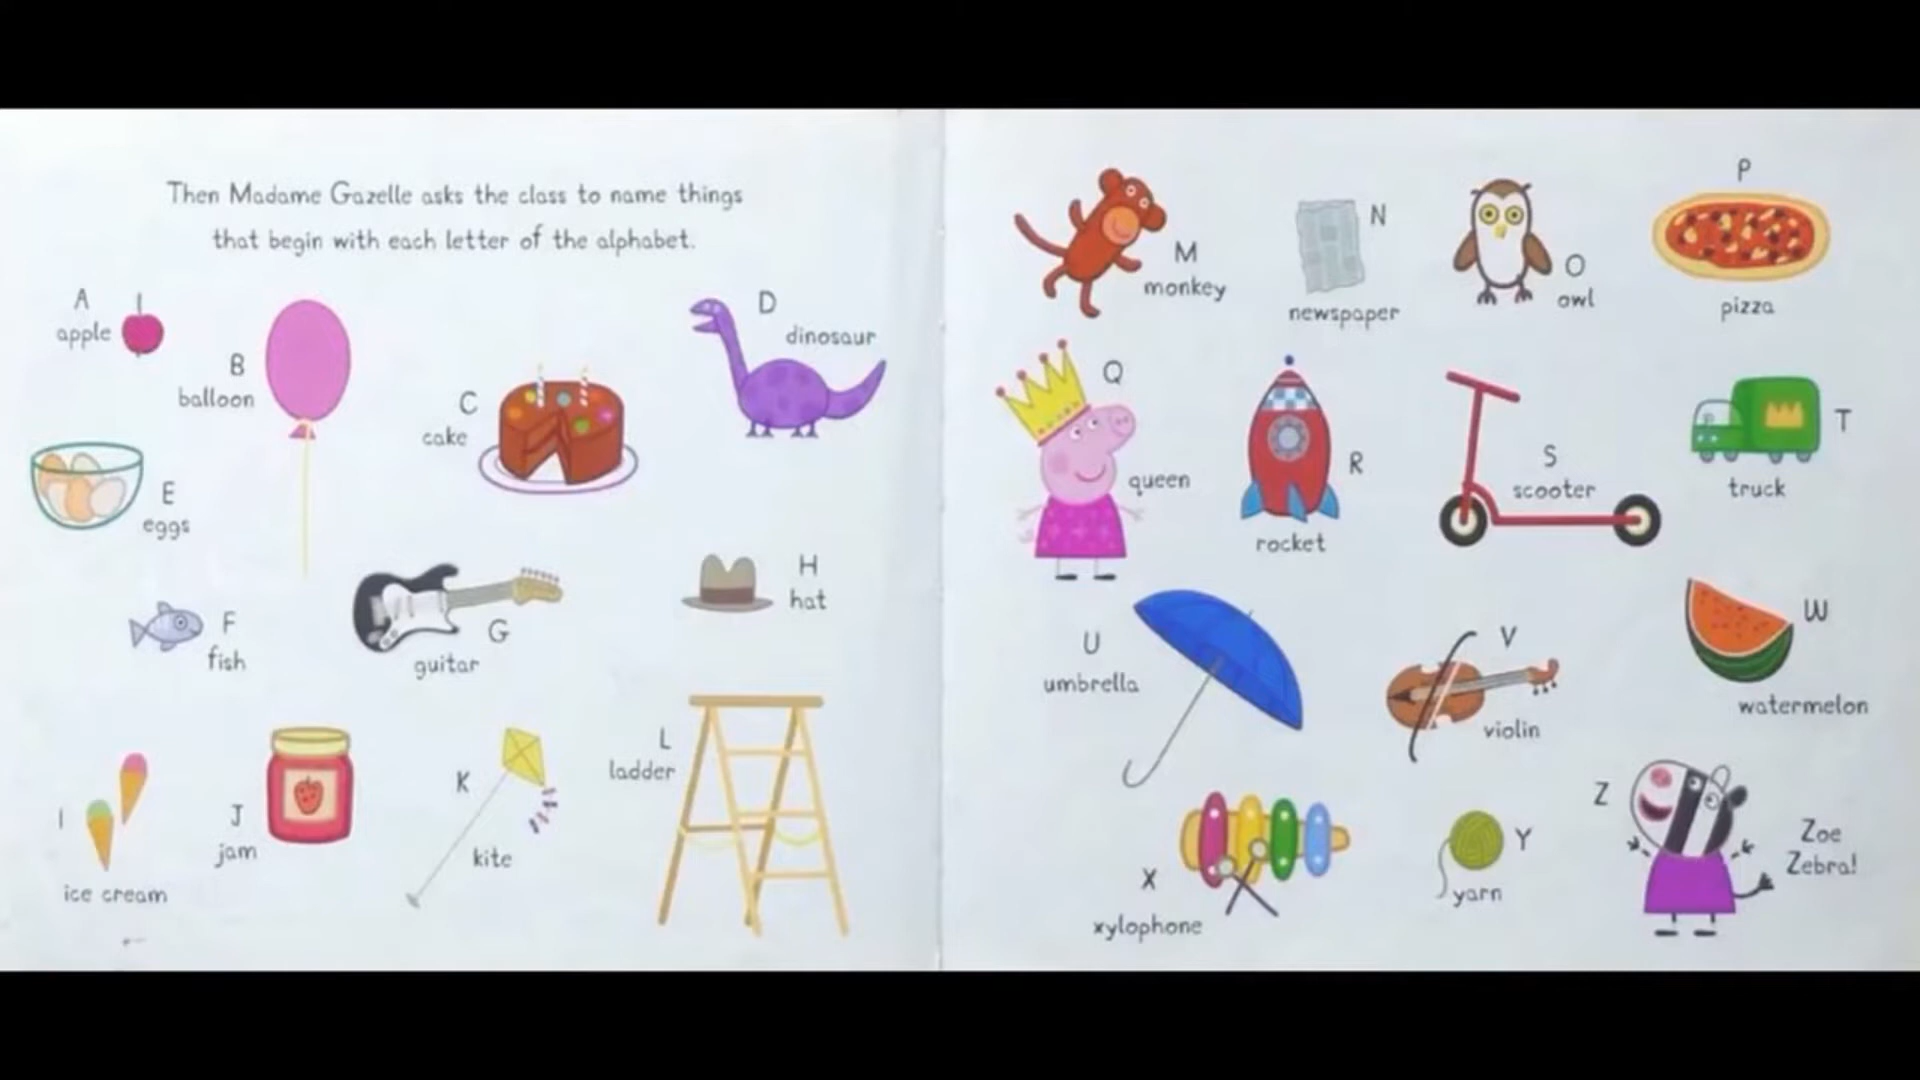 Then Madame Gazelle asks the class to name things
that begin with each letter of the alphabet.
A
apple
B
balloon
C
cake
D
dinosaur
E
eggs
F
fish
G
guitar
H
hat
I
ice cream
J
jam
K
kite
L
ladder
M
monkey
N
newspaper
O
owl
P
pizza
Q
queen
R
rocket
S
scooter
T
truck
U
umbrella
V
violin
W
watermelon
X
xylophone
Y
yarn
Z
Zoe
Zebra!